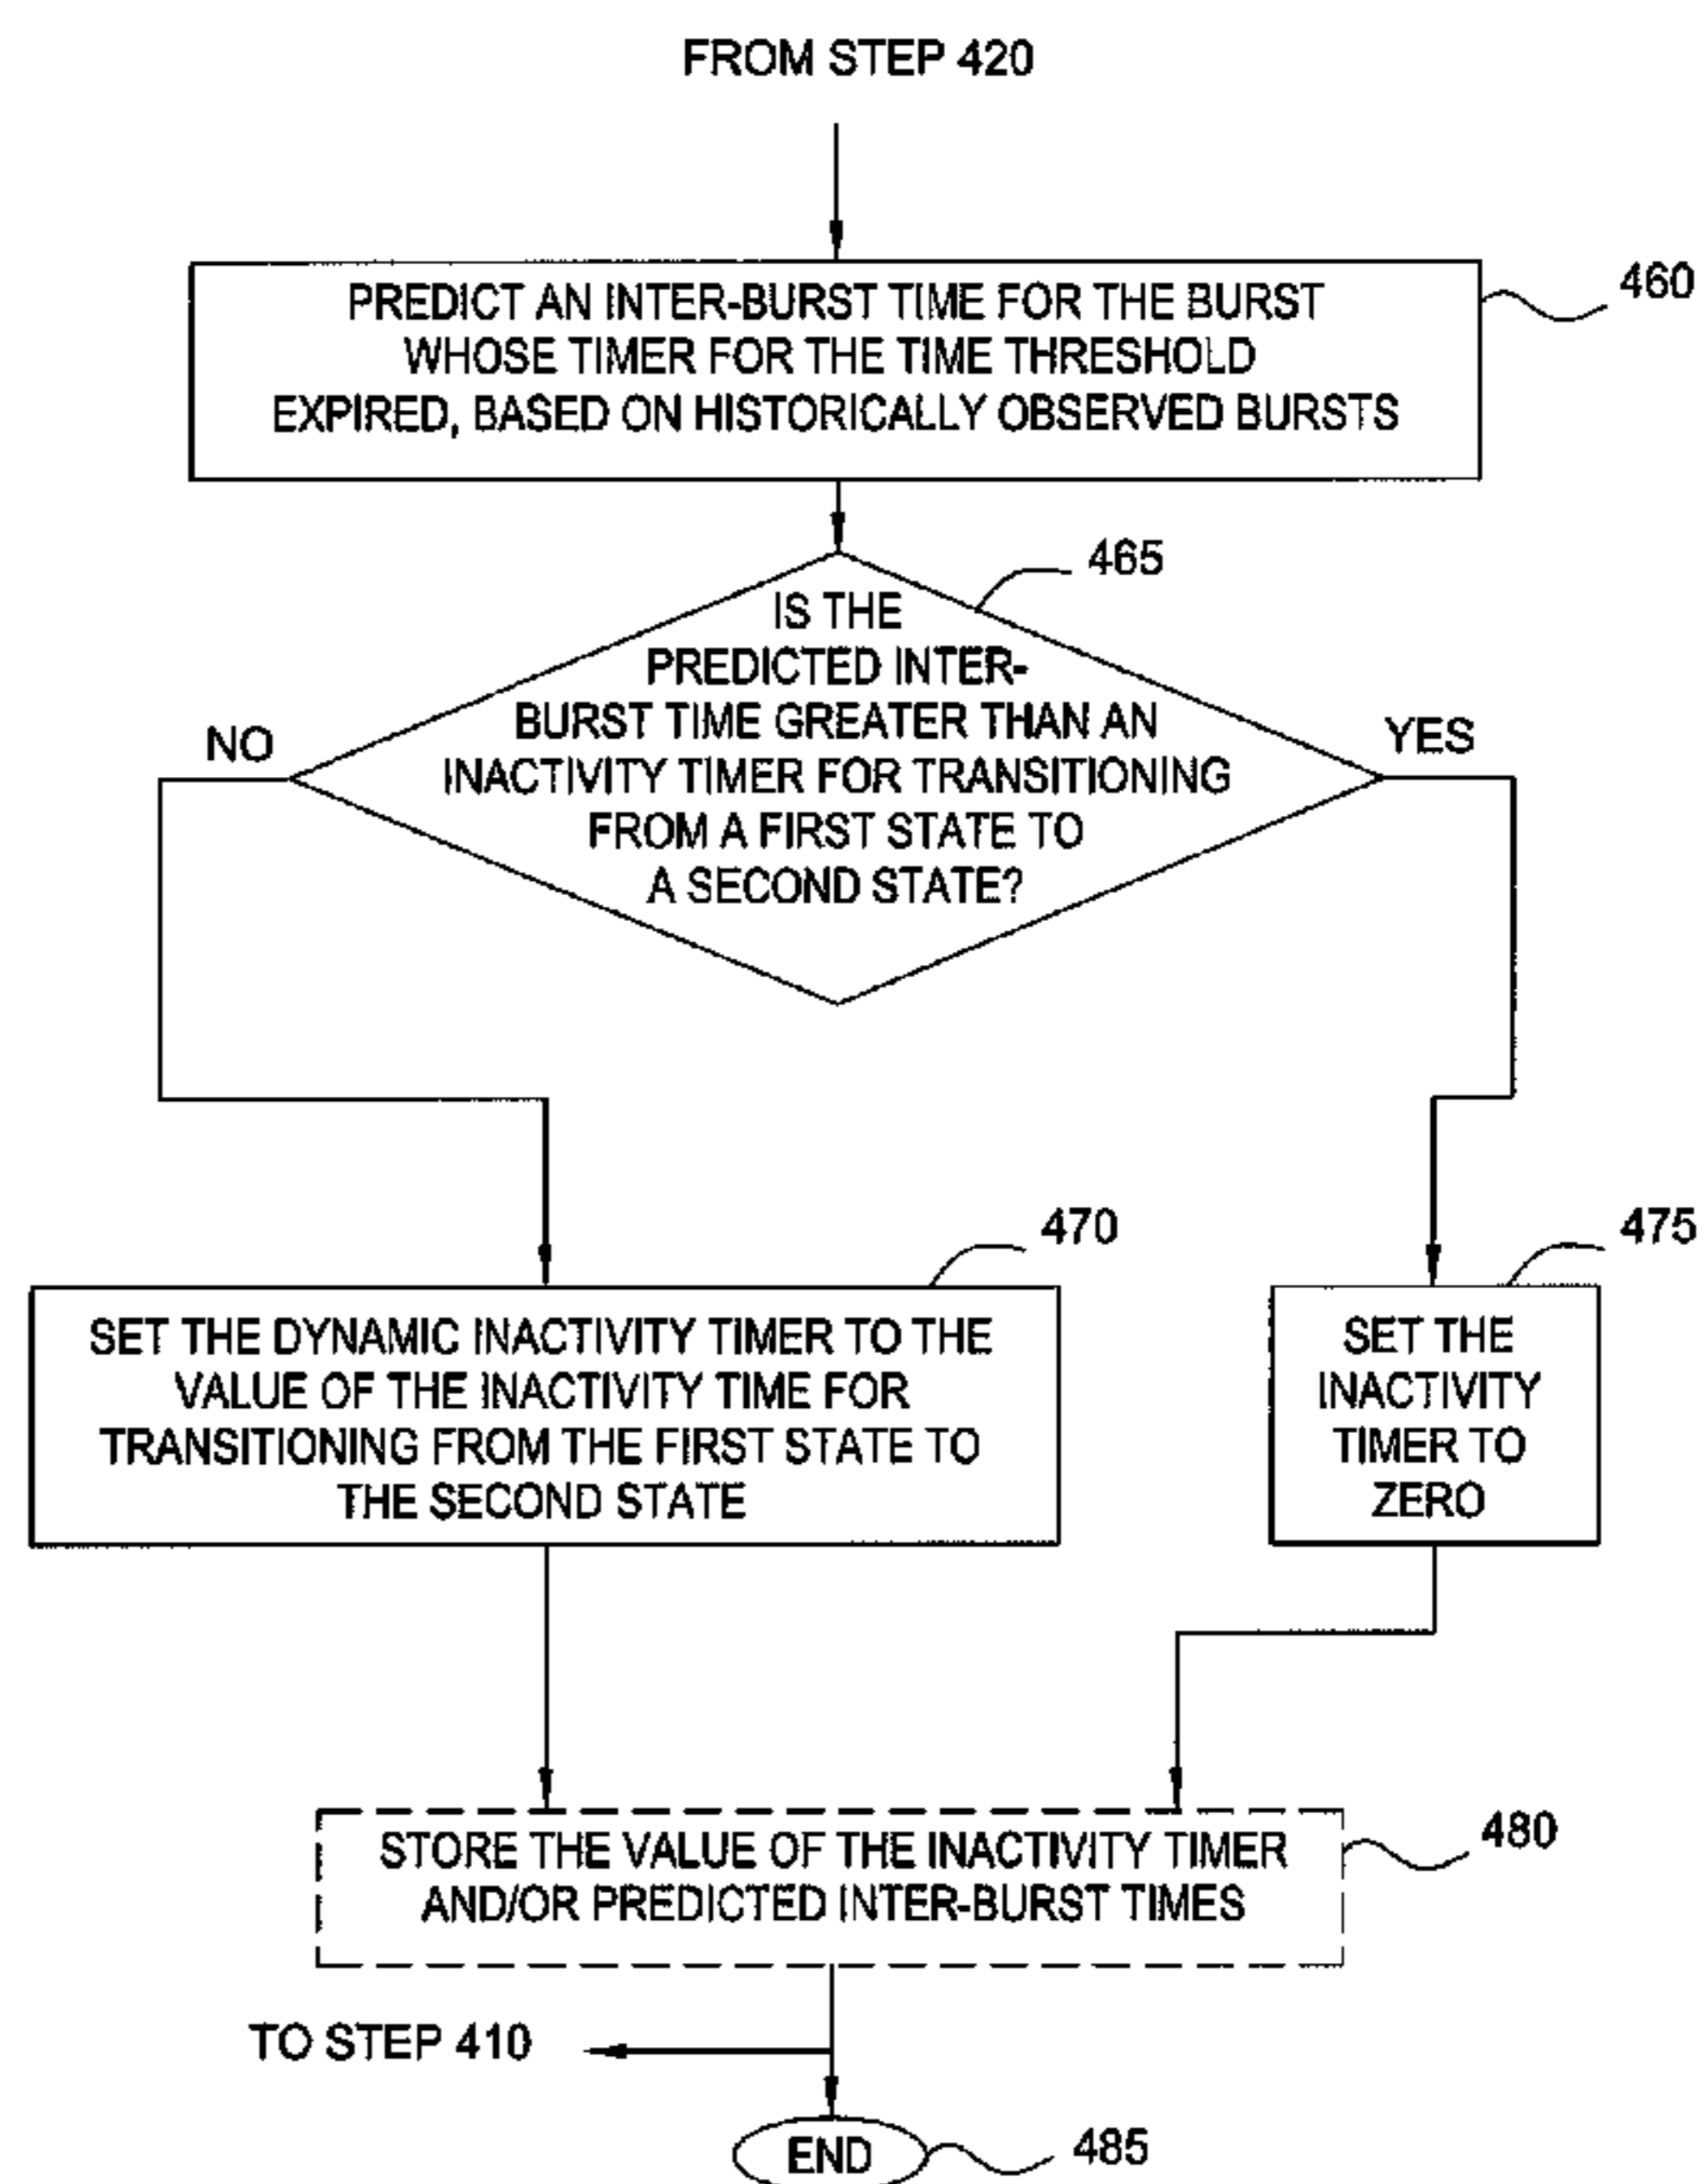 FROM STEP 420
PREDICT AN INTER-BURST TIME FOR THE BURST
WHOSE TIMER FOR THE TIME THRESHOLD
EXPIRED, BASED ON HISTORICALLY OBSERVED BURSTS
460
465
IS THE
PREDICTED INTER-
BURST TIME GREATER THAN AN
INACTIVITY TIMER FOR TRANSITIONING
FROM A FIRST STATE TO
A SECOND STATE?
NO
YES
470
SET THE DYNAMIC INACTIVITY TIMER TO THE
VALUE OF THE INACTIVITY TIME FOR
TRANSITIONING FROM THE FIRST STATE TO
THE SECOND STATE
475
SET THE
INACTIVITY
TIMER TO
ZERO
STORE THE VALUE OF THE INACTIVITY TIMER
AND/OR PREDICTED INTER-BURST TIMES
480
TO STEP 410
END
485